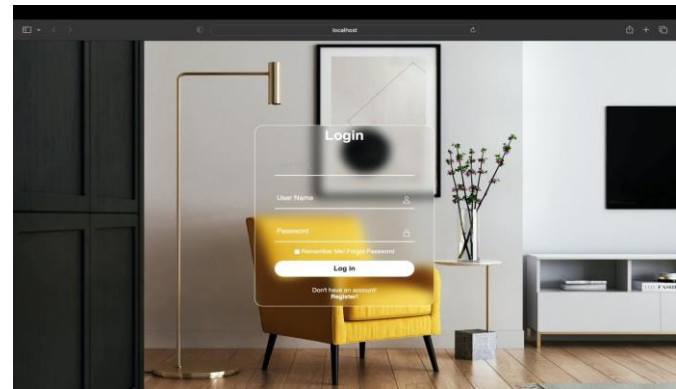 localhost
Login
User Name
Password
Remember Me! Forgot Password
Log in
Don't have an account!
Register!